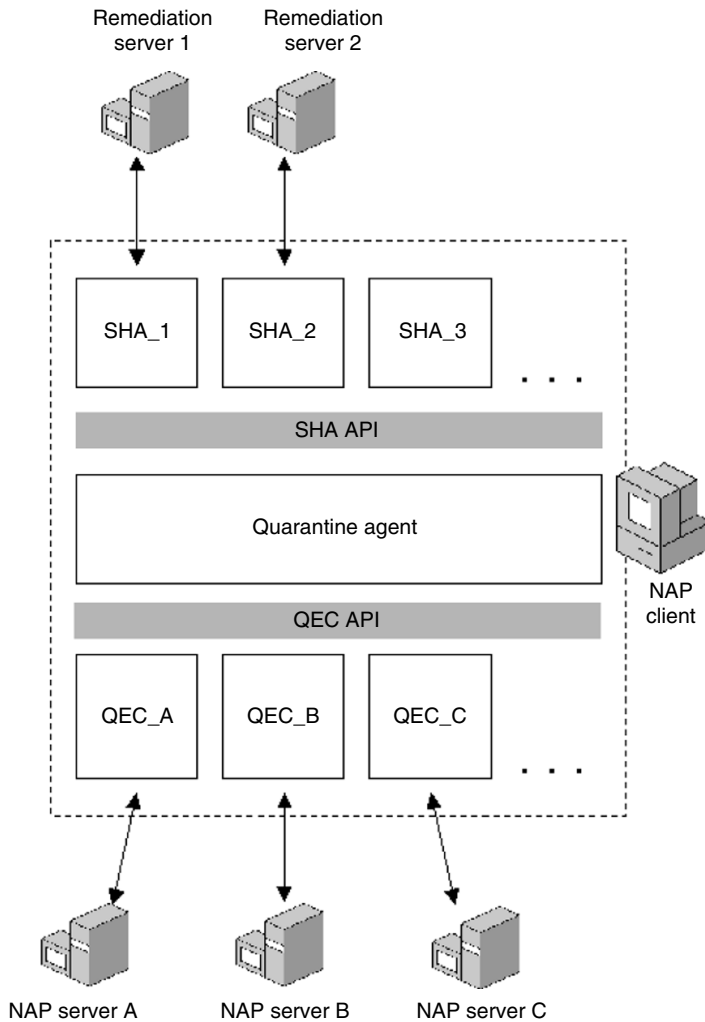 Remediation
server 1
Remediation
server 2
SHA_1
SHA_2
SHA_3
. . .
SHA API
Quarantine agent
NAP
client
QEC API
QEC_A
QEC_B
QEC_C
. . .
NAP server A
NAP server B
NAP server C